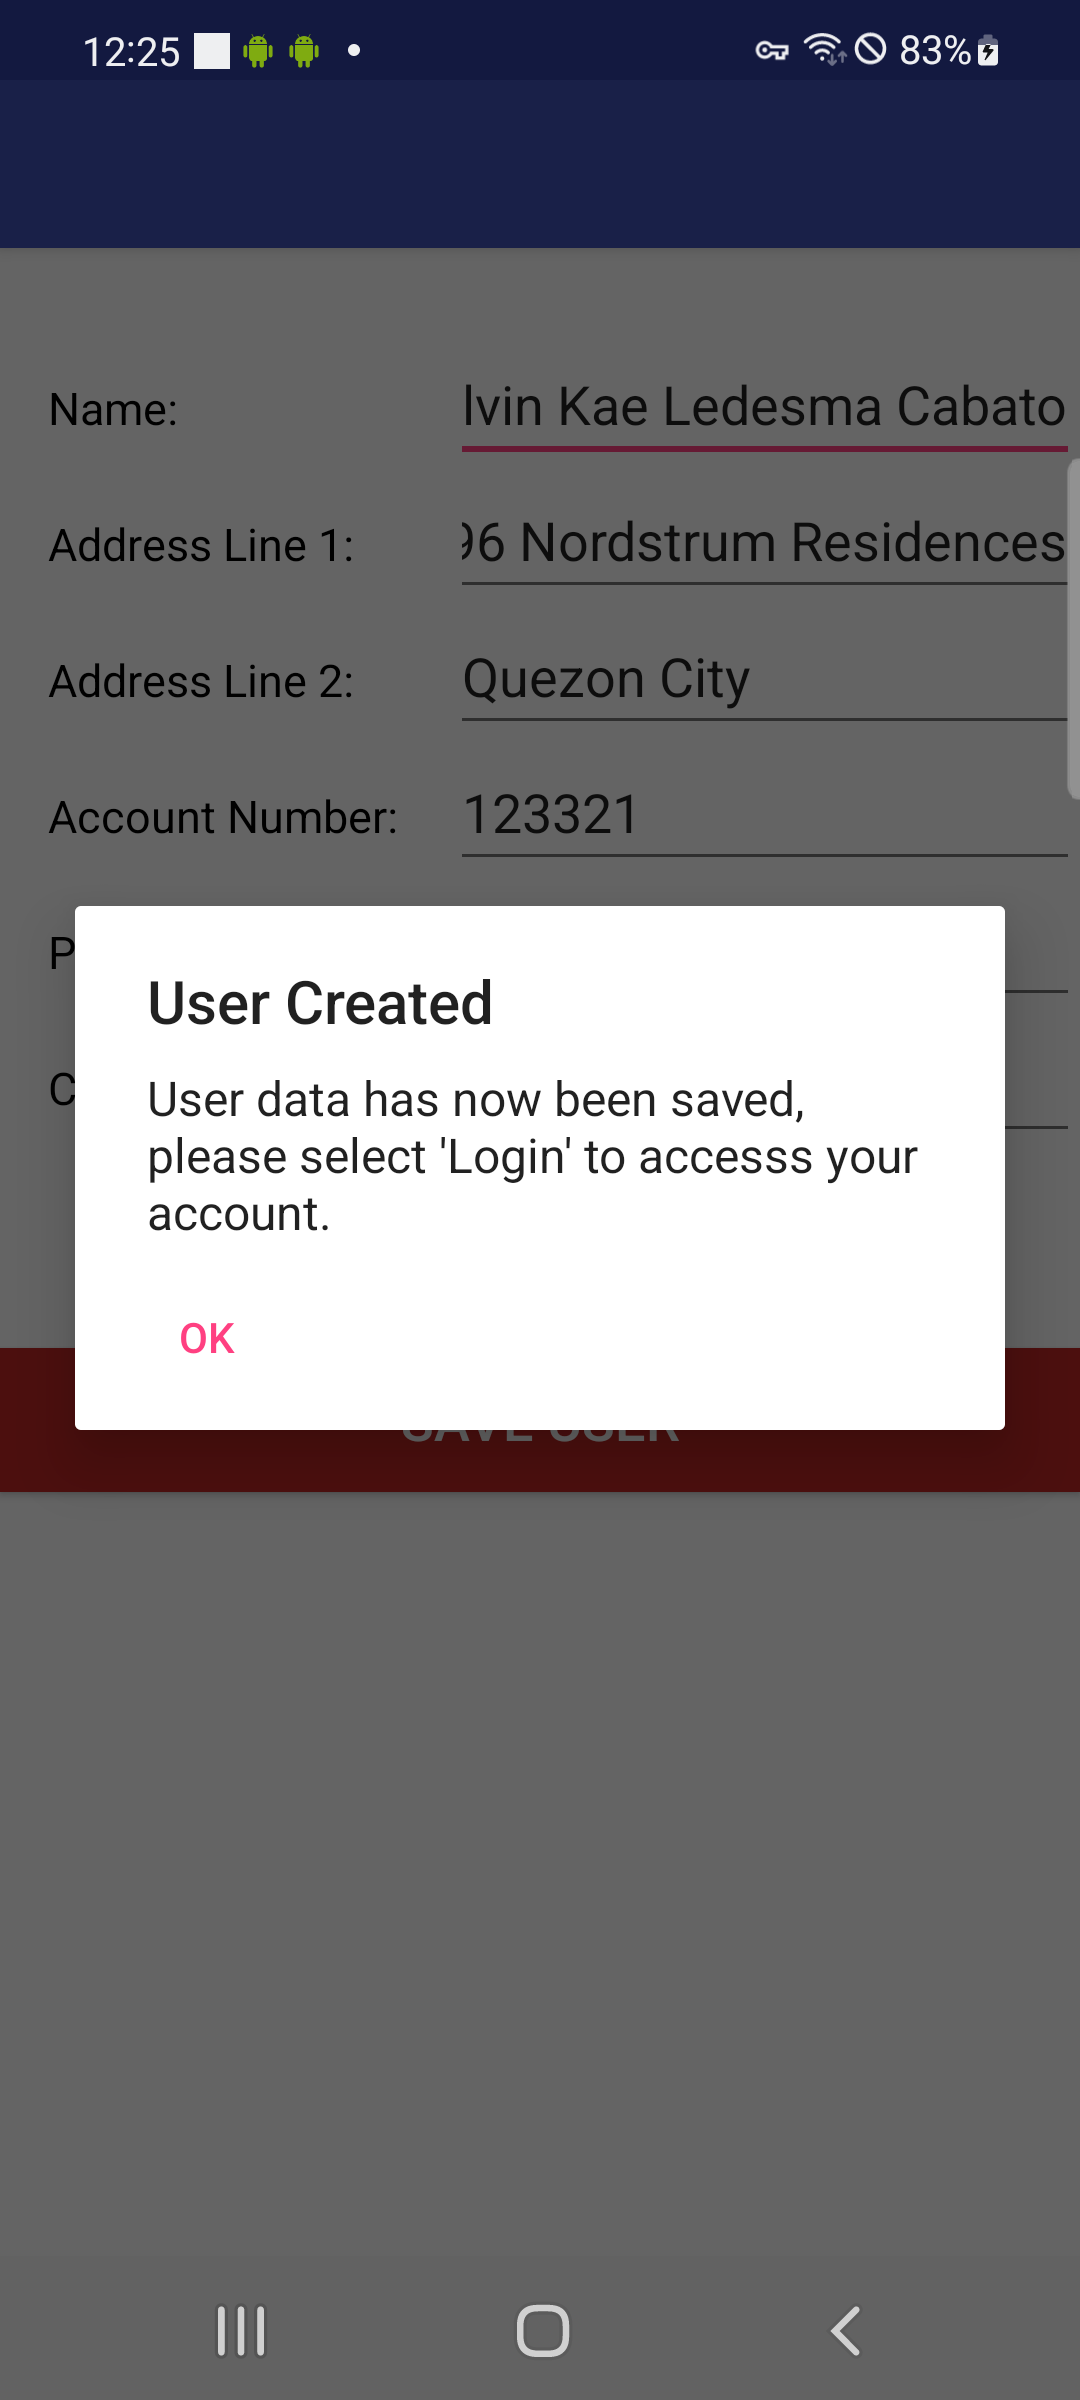 12:25 83%
Name: lvin Kae Ledesma Cabato
Address Line 1: 96 Nordstrum Residences
Address Line 2: Quezon City
Account Number: 123321
P
User Created
C
User data has now been saved,
please select 'Login' to accesss your
account.
OK
SAVE USER